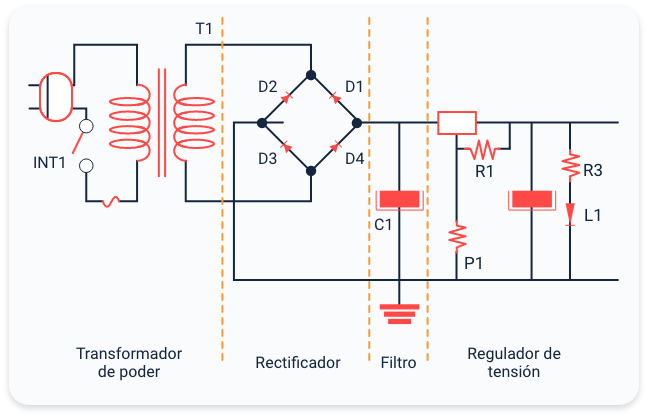 T1
D2
D1
INT1
D3
D4
R1
R3
C1
L1
P1
Transformador
de poder
Rectificador
Filtro
Regulador de
tensión